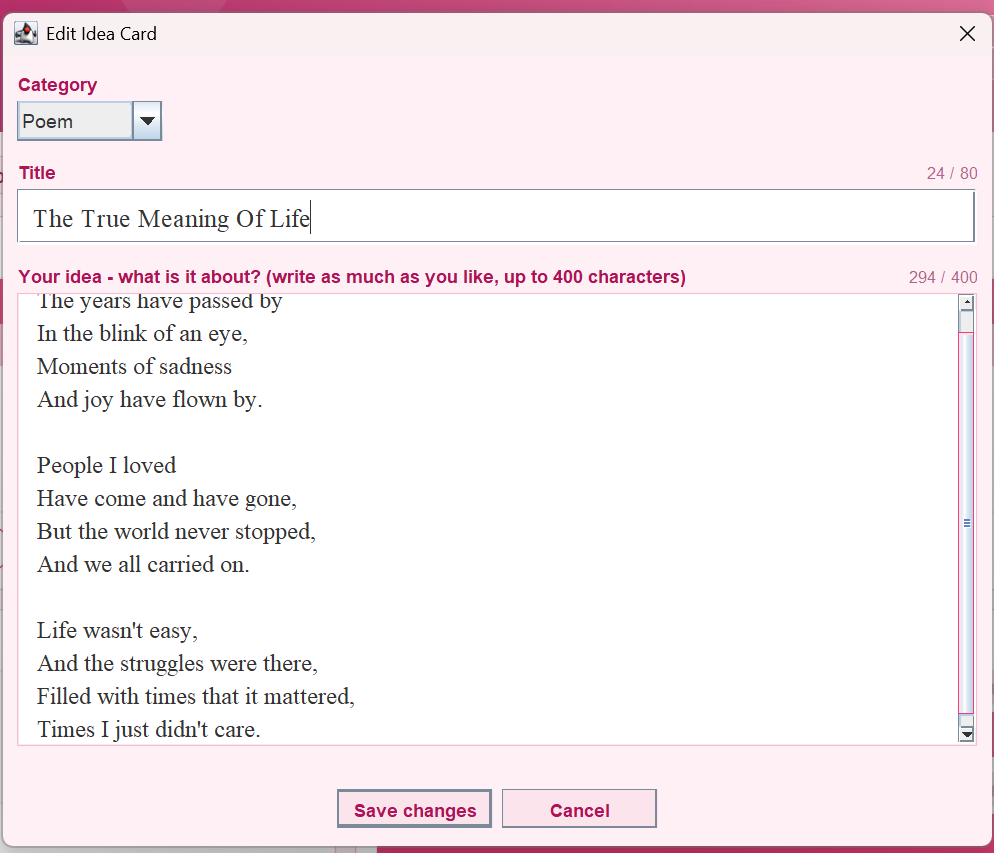 Edit Idea Card
Category
Poem
Title
24 / 80
The True Meaning Of Life
Your idea - what is it about? (write as much as you like, up to 400 characters)
294 / 400
The years have passed by
In the blink of an eye,
Moments of sadness
And joy have flown by.

People I loved
Have come and have gone,
But the world never stopped,
And we all carried on.

Life wasn't easy,
And the struggles were there,
Filled with times that it mattered,
Times I just didn't care.
Save changes
Cancel